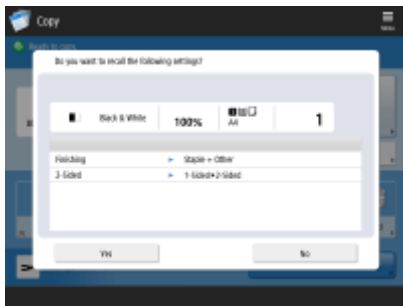 Copy
Menu
Ready to copy.
Do you want to recall the following settings?
Black & White
100%
A4
1
Finishing ► Staple + Other
2-Sided ► 1-Sided►2-Sided
Yes
No